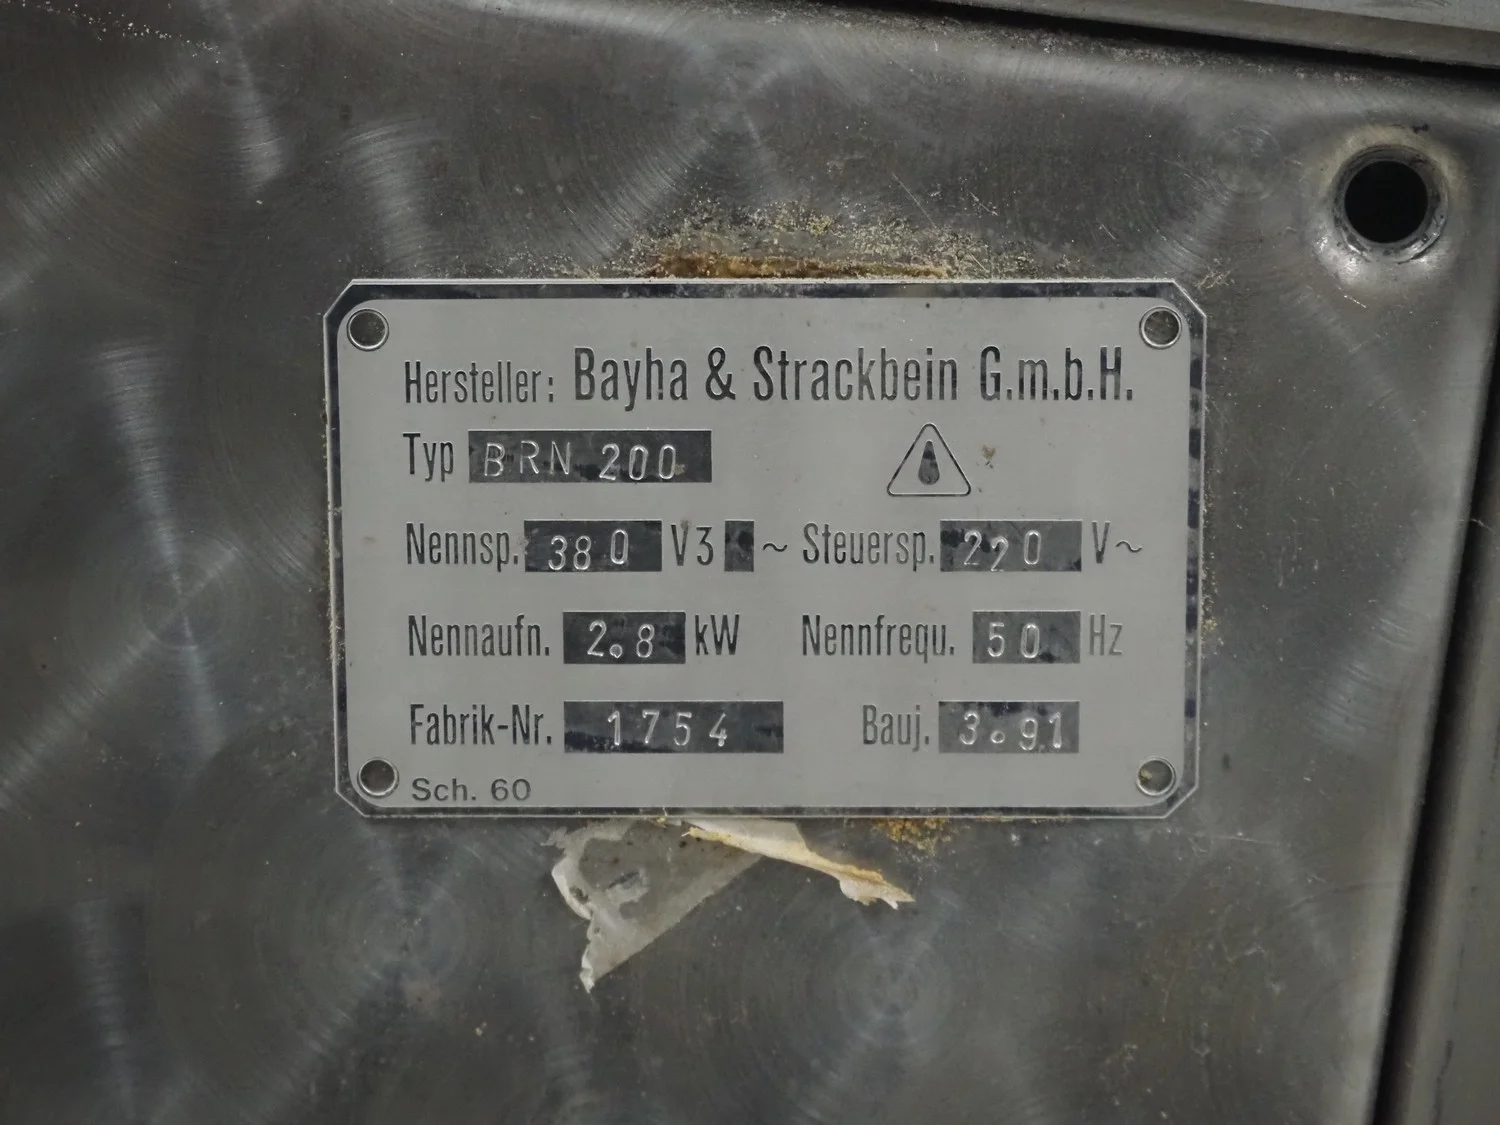 Hersteller: Bayha & Strackbein G.m.b.H.
Typ BRN 200
Nennsp. 380 V3 ~ Steuersp. 220 V~
Nennaufn. 2.8 kW Nennfrequ. 50 Hz
Fabrik-Nr. 1754 Bauj. 3.91
Sch. 60